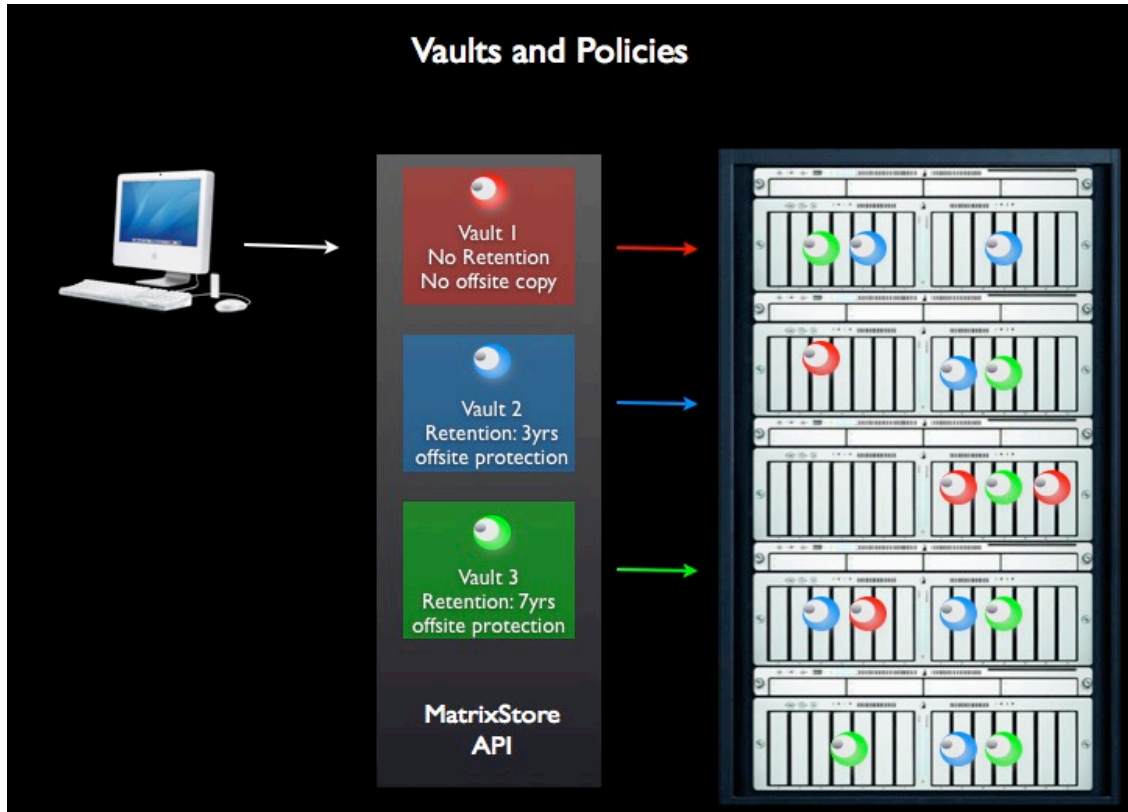 Vaults and Policies
Vault 1
No Retention
No offsite copy
Vault 2
Retention: 3yrs
offsite protection
Vault 3
Retention: 7yrs
offsite protection
MatrixStore
API